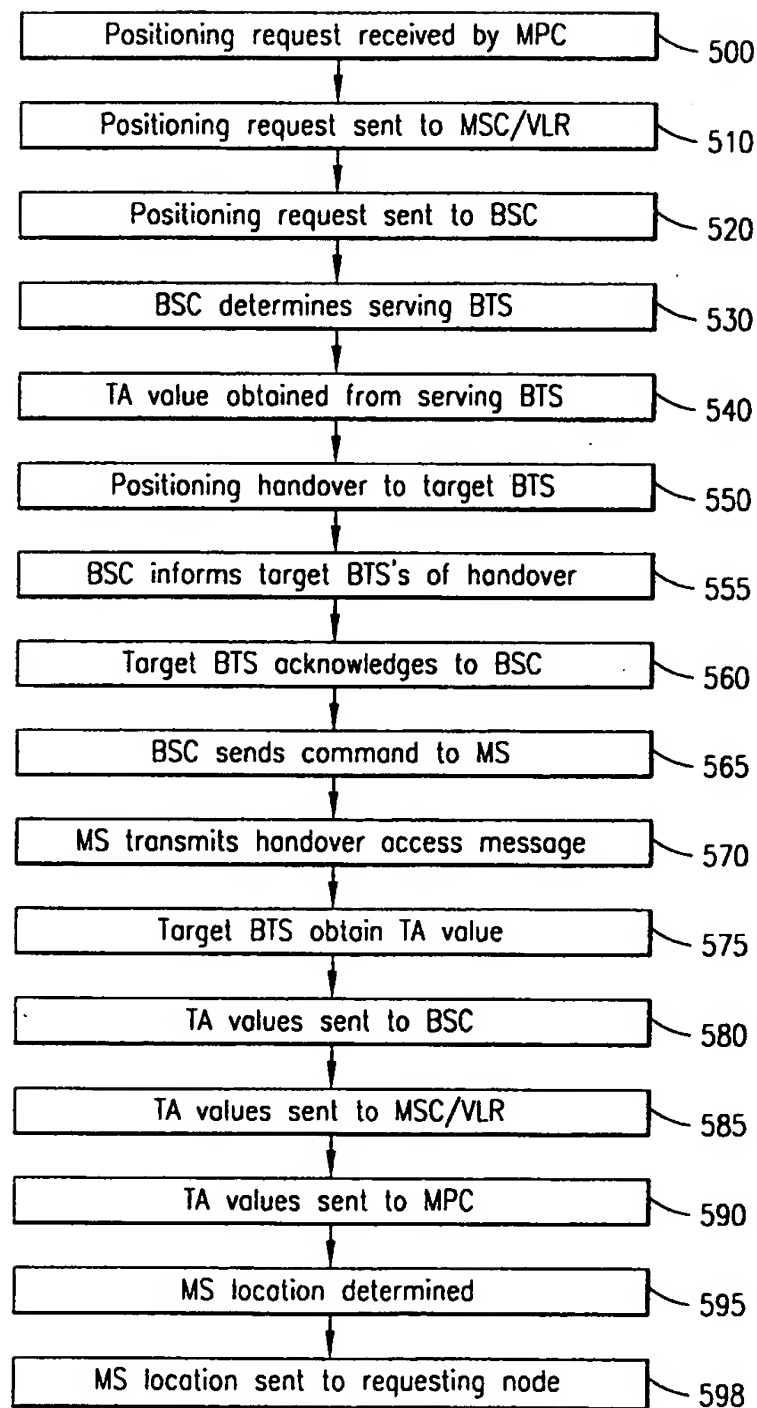 Positioning request received by MPC 500
Positioning request sent to MSC/VLR 510
Positioning request sent to BSC 520
BSC determines serving BTS 530
TA value obtained from serving BTS 540
Positioning handover to target BTS 550
BSC informs target BTS's of handover 555
Target BTS acknowledges to BSC 560
BSC sends command to MS 565
MS transmits handover access message 570
Target BTS obtain TA value 575
TA values sent to BSC 580
TA values sent to MSC/VLR 585
TA values sent to MPC 590
MS location determined 595
MS location sent to requesting node 598